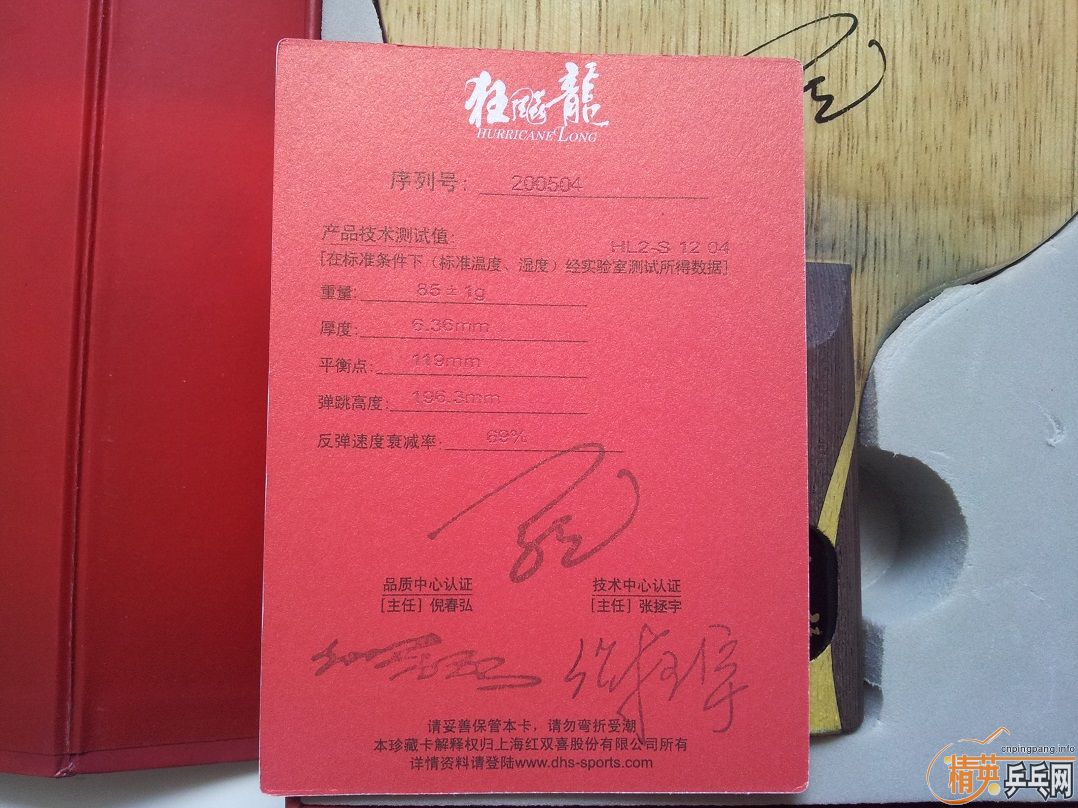 狂飚龍
HURRICANE LONG
序列号: 200504
产品技术测试值:
HL2-S 12 04
[在标准条件下(标准温度、湿度)经实验室测试所得数据]
重量: 85±1g
厚度: 6.36mm
平衡点: 119mm
弹跳高度: 196.3mm
反弹速度衰减率: 69%
品质中心认证 技术中心认证
[主任] 倪春弘 [主任] 张拯宇
请妥善保管本卡，请勿弯折受潮
本珍藏卡解释权归上海红双喜股份有限公司所有
详情资料请登陆www.dhs-sports.com
cnpingpang.info
精英乒乓网